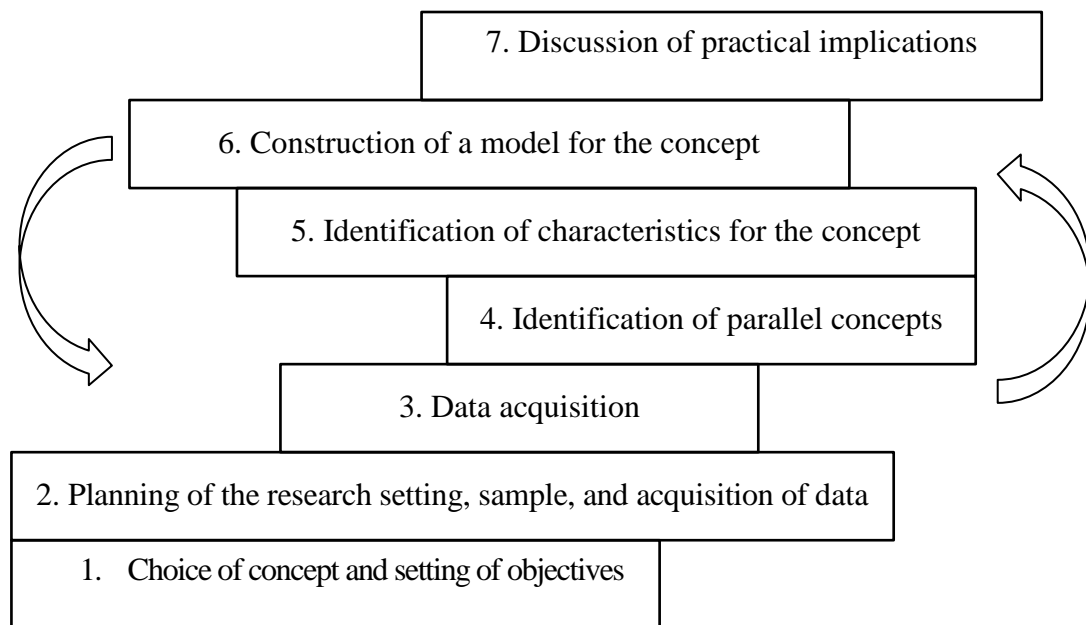 7. Discussion of practical implications
6. Construction of a model for the concept
5. Identification of characteristics for the concept
4. Identification of parallel concepts
3. Data acquisition
2. Planning of the research setting, sample, and acquisition of data
1. Choice of concept and setting of objectives